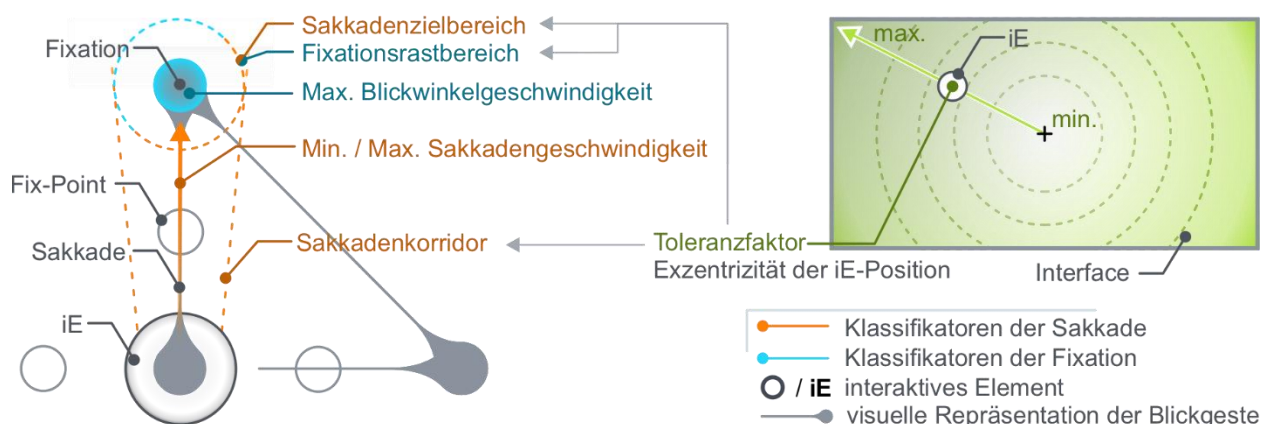 Sakkadenzielbereich
Fixation
Fixationsrastbereich
Max. Blickwinkelgeschwindigkeit
Min. / Max. Sakkadengeschwindigkeit
Fix-Point
Sakkade
Sakkadenkorridor
iE
max.
iE
min.
Toleranzfaktor
Exzentrizität der iE-Position
Interface
Klassifikatoren der Sakkade
Klassifikatoren der Fixation
/ iE interaktives Element
visuelle Repräsentation der Blickgeste